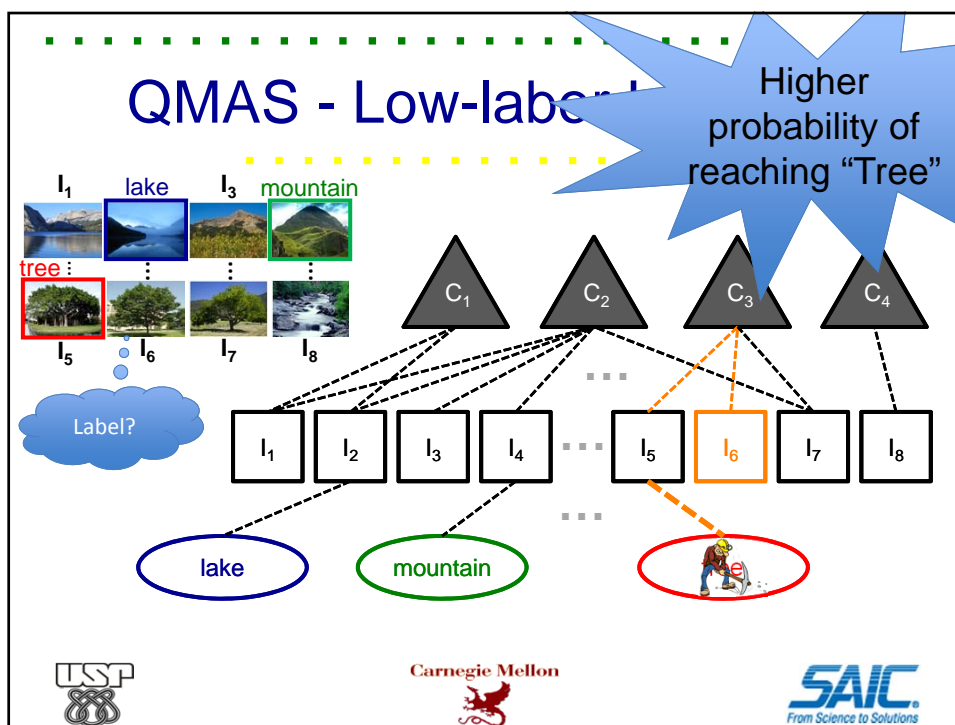 QMAS - Low-labor
Higher
probability of
reaching “Tree”
I₁
lake
I₃
mountain
tree
I₅
I₆
I₇
I₈
Label?
C₁
C₂
C₃
C₄
I₁
I₂
I₃
I₄
I₅
I₆
I₇
I₈
lake
mountain
USP
Carnegie Mellon
SAIC.
From Science to Solutions